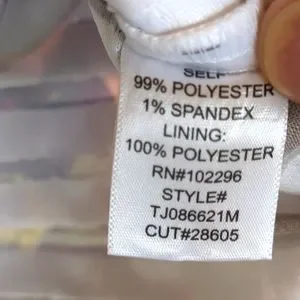 SELF
99% POLYESTER
1% SPANDEX
LINING:
100% POLYESTER
RN#102296
STYLE#
TJ086621M
CUT#28605